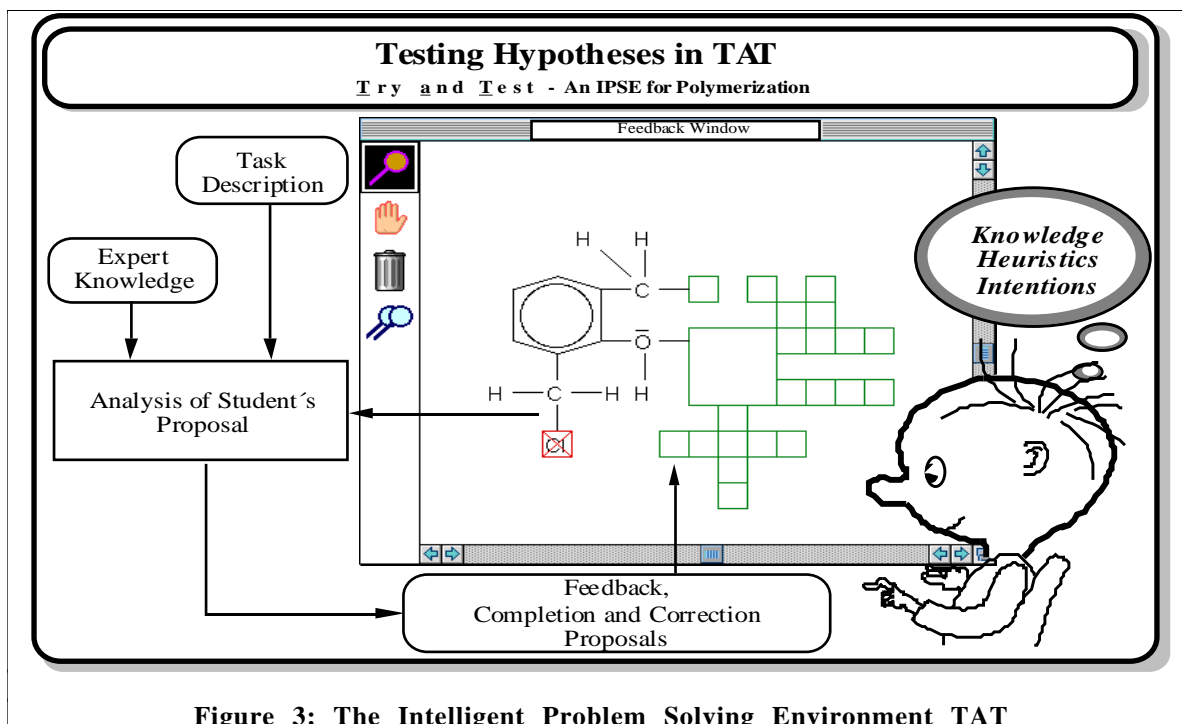 Testing Hypotheses in TAT
Try and Test - An IPSE for Polymerization
Feedback Window
Task
Description
Expert
Knowledge
Analysis of Student´s
Proposal
Knowledge
Heuristics
Intentions
H H
C
O
H C H H
Cl
Feedback,
Completion and Correction
Proposals
Figure 3: The Intelligent Problem Solving Environment TAT